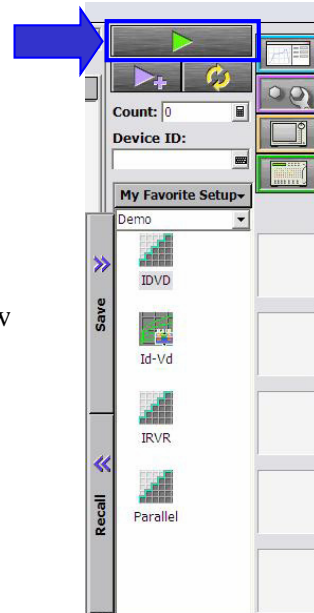 Count: 0
Device ID:
My Favorite Setup
Demo
IDVD
Save
v
Id-Vd
IRVR
Recall
Parallel